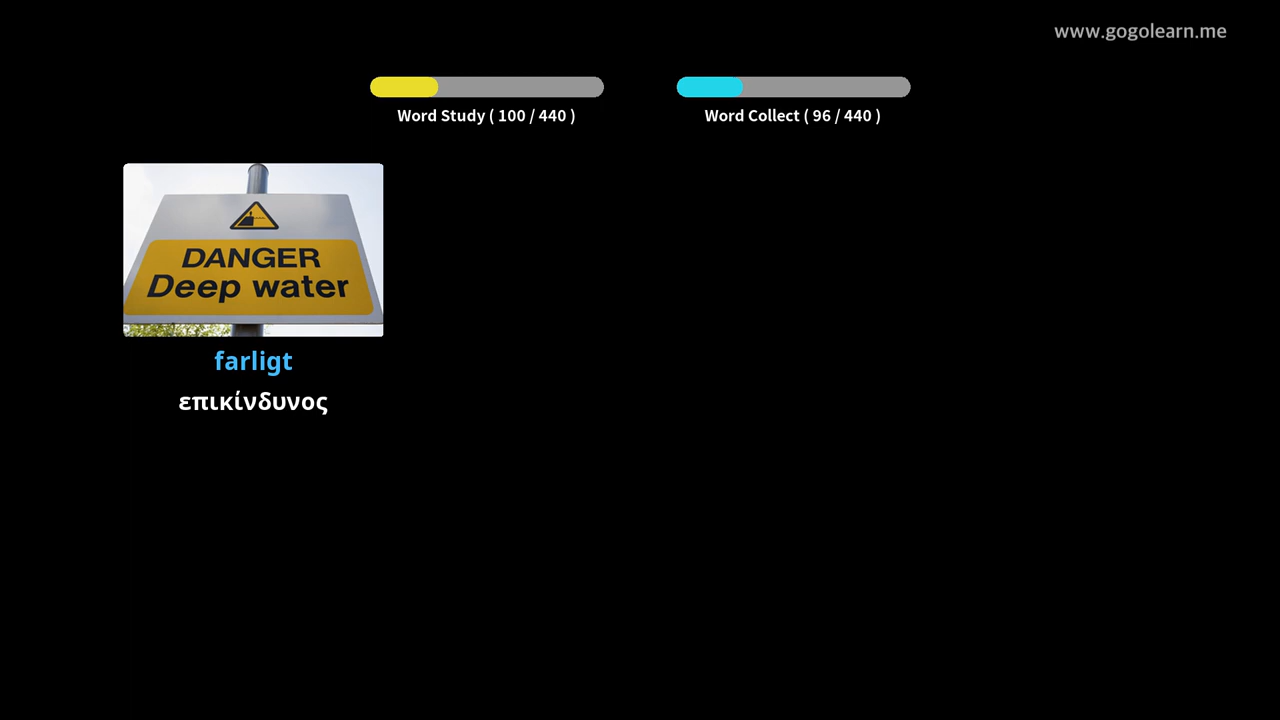 www.gogolearn.me
Word Study ( 100 / 440 )
Word Collect ( 96 / 440 )
DANGER
Deep water
farligt
επικίνδυνος